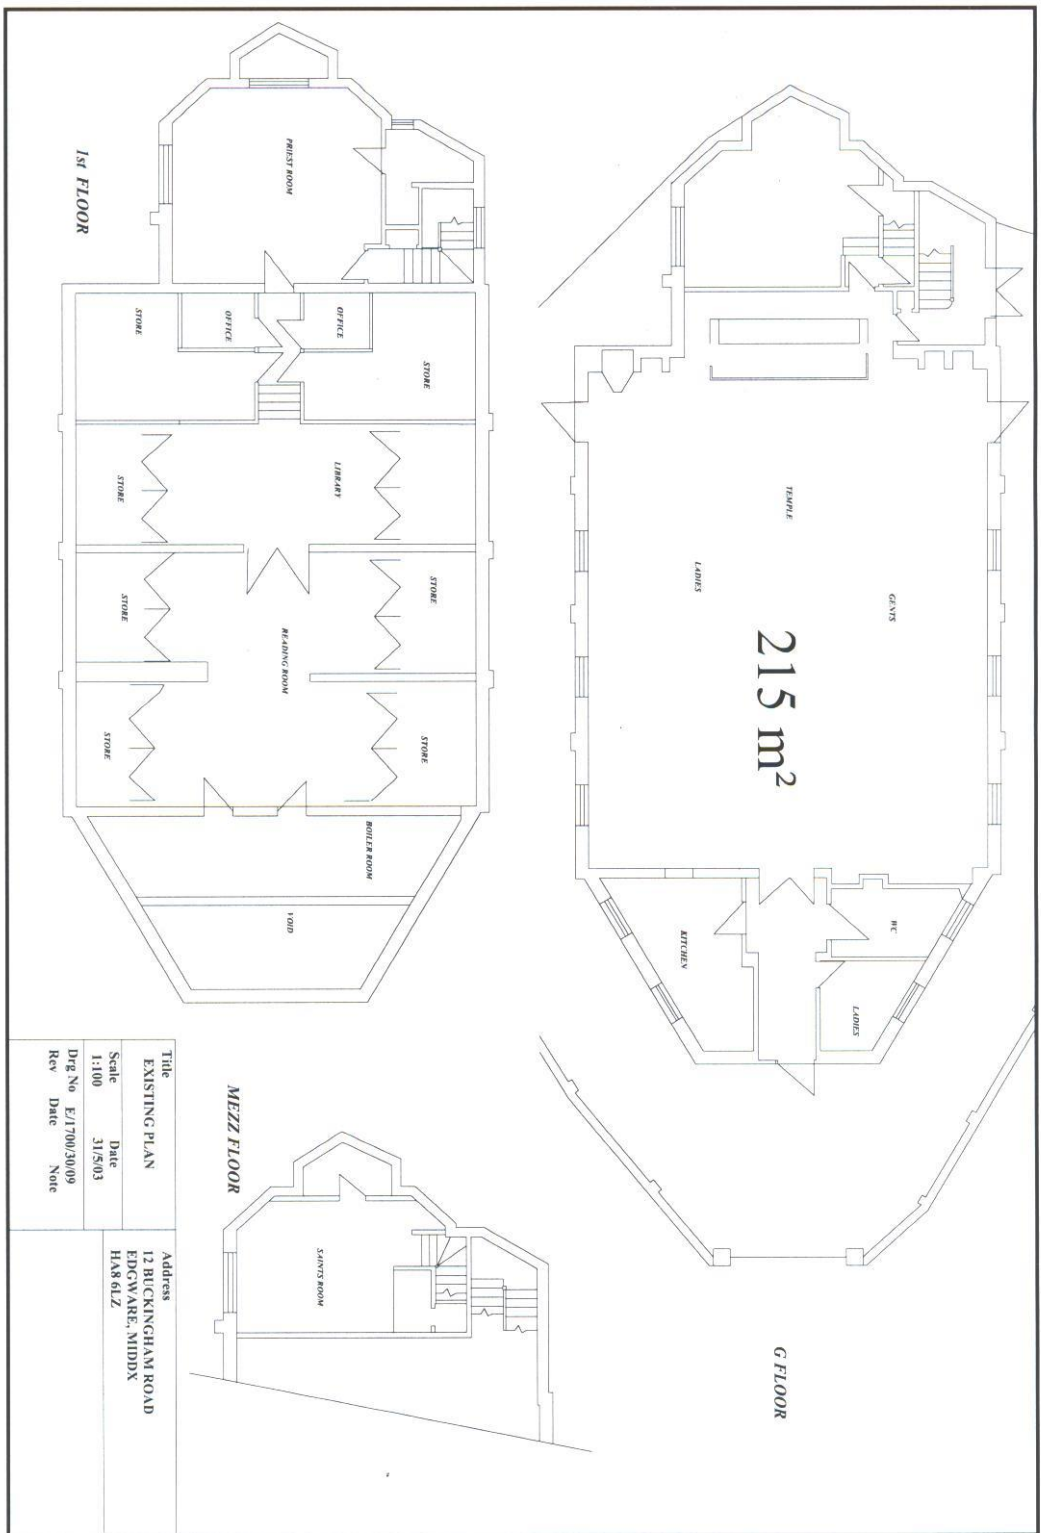 G FLOOR
TEMPLE
GENTS
LADIES
215 m²
WC
LADIES
KITCHEN
1st FLOOR
PRIEST ROOM
OFFICE
OFFICE
STORE
STORE
LIBRARY
STORE
STORE
STORE
READING ROOM
STORE
STORE
BOILER ROOM
VOID
MEZZ FLOOR
SAINTS ROOM
Title
EXISTING PLAN
Scale Date
1:100 31/5/03
Drg No E/1700/30/09
Rev Date Note
Address
12 BUCKINGHAM ROAD
EDGWARE, MIDDX
HA8 6LZ